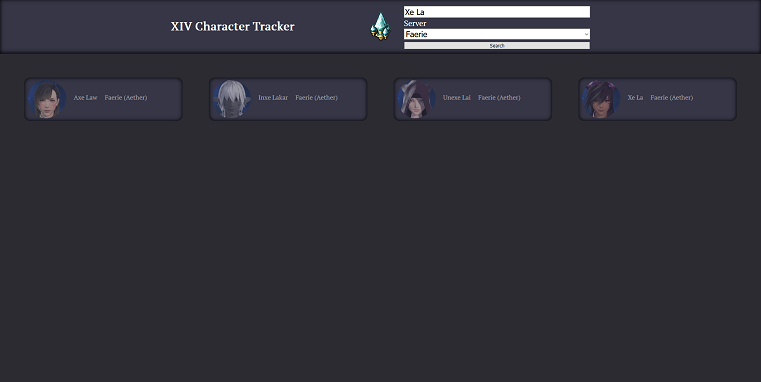 XIV Character Tracker
Xe La
Server
Faerie
Search
Axe Law Faerie (Aether)
Inxe Lakar Faerie (Aether)
Unexe Lai Faerie (Aether)
Xe La Faerie (Aether)